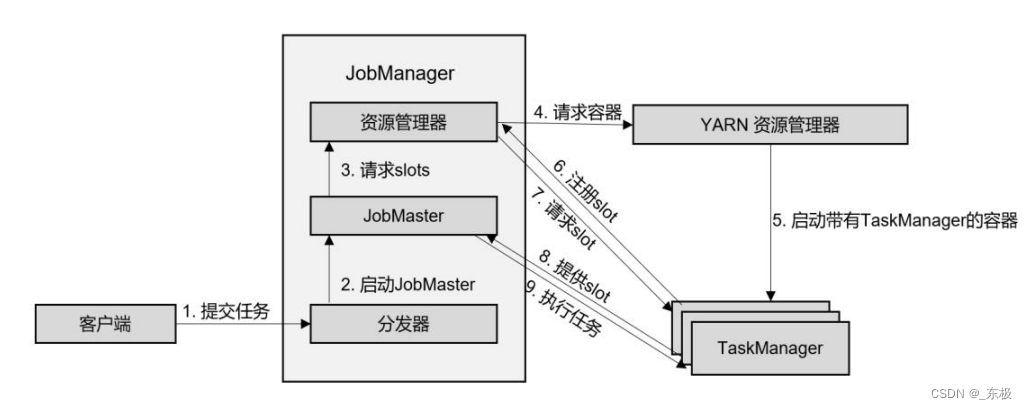 JobManager
资源管理器
4. 请求容器
YARN 资源管理器
3. 请求slots
6. 注册slot
7. 请求slot
JobMaster
5. 启动带有TaskManager的容器
8. 提供slot
2. 启动JobMaster
9. 执行任务
1. 提交任务
客户端
分发器
TaskManager
CSDN @_东极